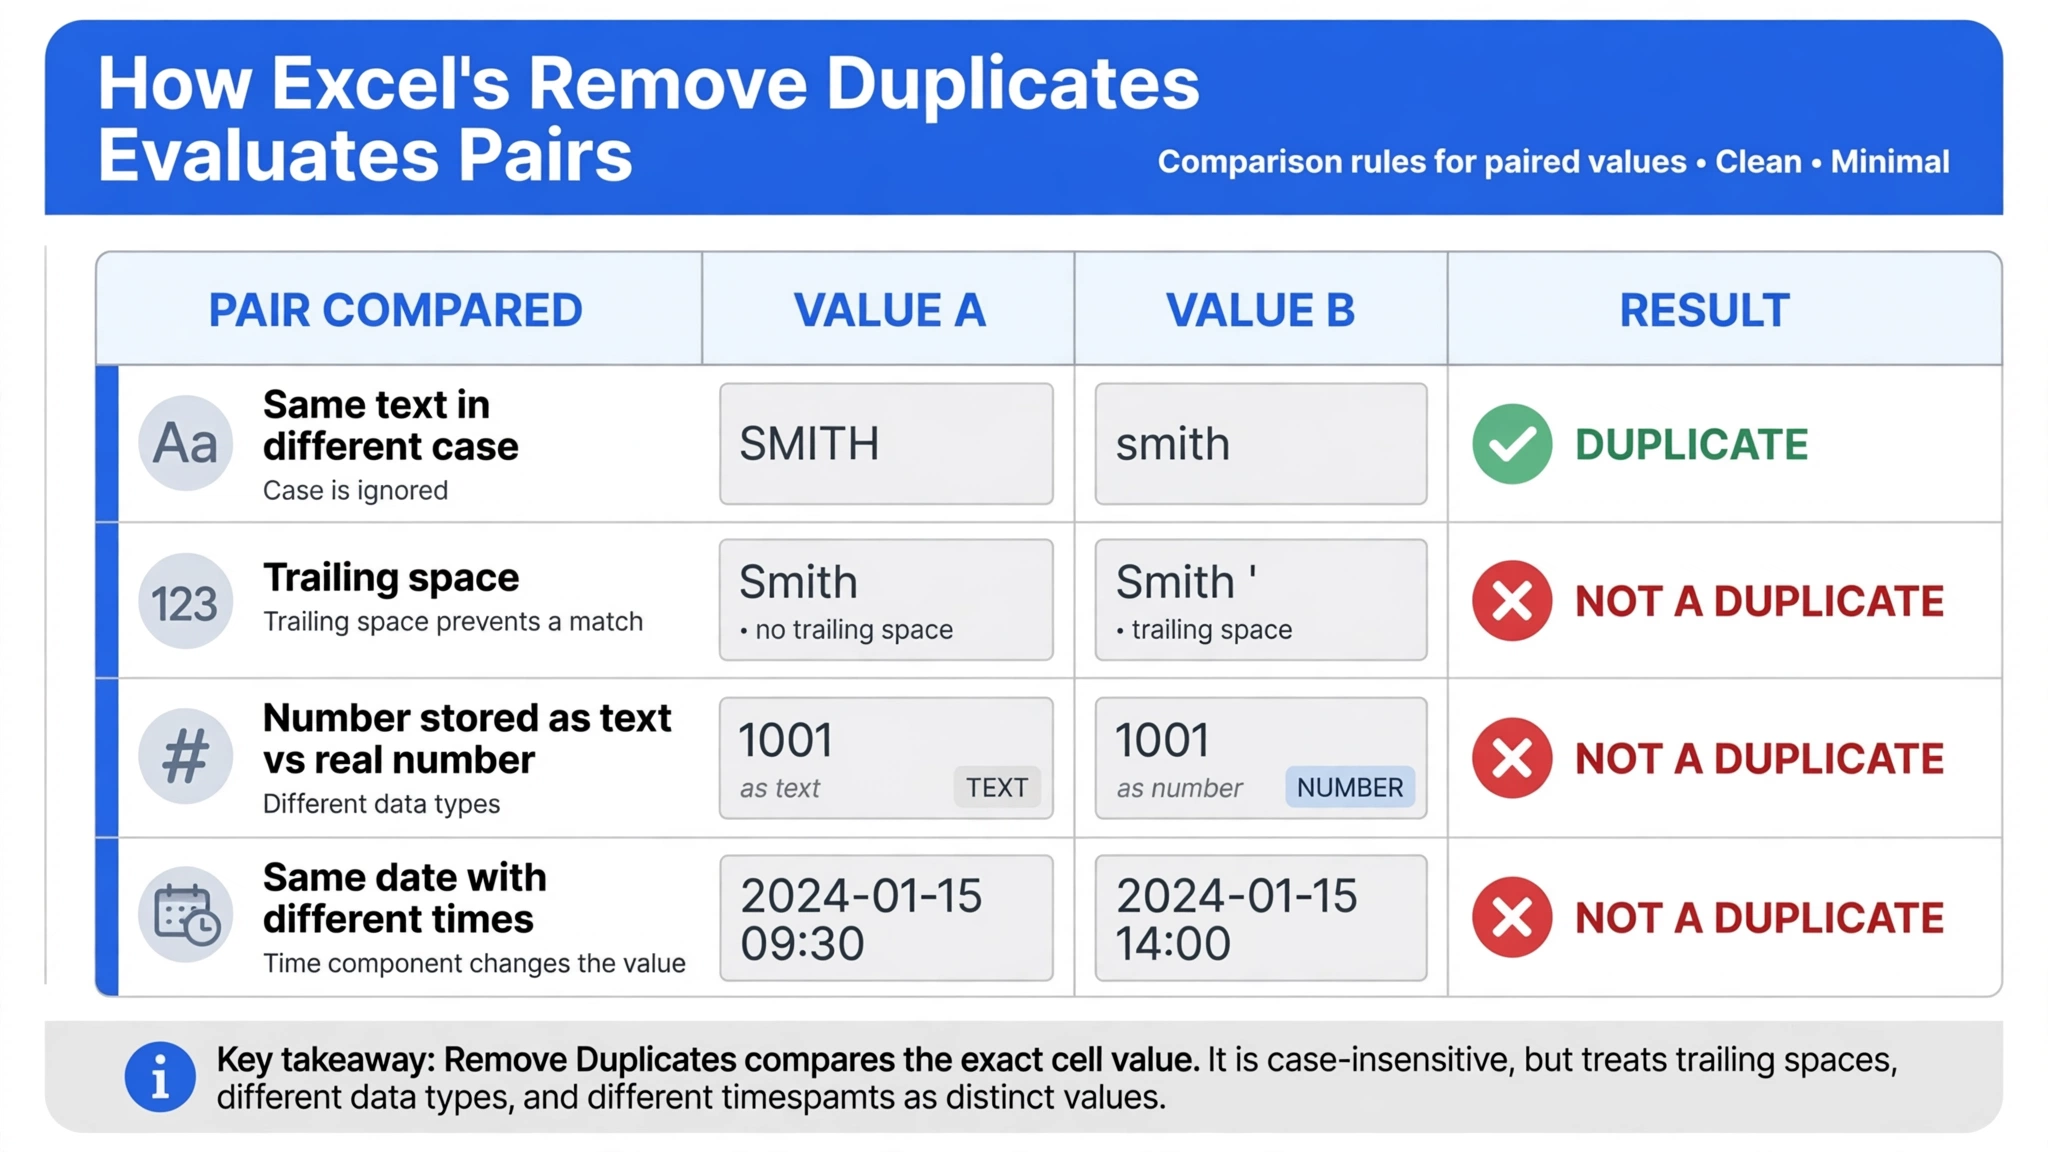 How Excel's Remove Duplicates
Evaluates Pairs
Comparison rules for paired values • Clean • Minimal
PAIR COMPARED
VALUE A
VALUE B
RESULT
Aa
Same text in
different case
Case is ignored
SMITH
smith
DUPLICATE
123
Trailing space
Trailing space prevents a match
Smith
• no trailing space
Smith '
• trailing space
NOT A DUPLICATE
#
Number stored as text
vs real number
Different data types
1001
as text
TEXT
1001
as number
NUMBER
NOT A DUPLICATE
Same date with
different times
Time component changes the value
2024-01-15
09:30
2024-01-15
14:00
NOT A DUPLICATE
i
Key takeaway: Remove Duplicates compares the exact cell value. It is case-insensitive, but treats trailing spaces,
different data types, and different timespamts as distinct values.